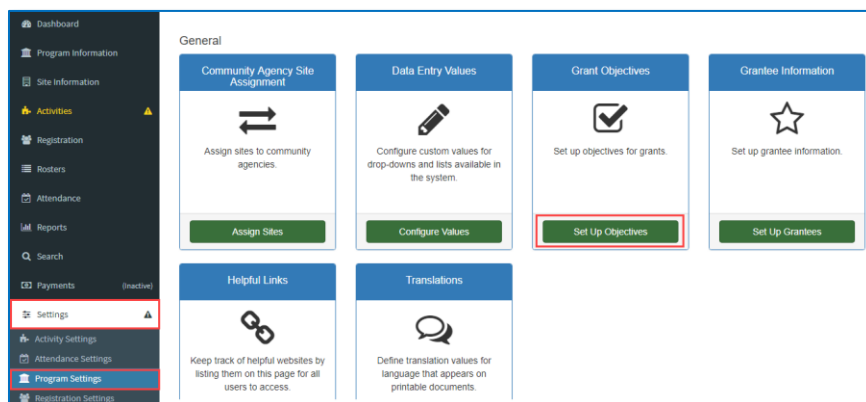 Dashboard
Program Information
Site Information
Activities
Registration
Rosters
Attendance
Reports
Search
Payments (Inactive)
Settings
Activity Settings
Attendance Settings
Program Settings
Registration Settings
General
Community Agency Site
Assignment
Assign sites to community
agencies.
Assign Sites
Data Entry Values
Configure custom values for
drop-downs and lists available in
the system.
Configure Values
Grant Objectives
Set up objectives for grants.
Set Up Objectives
Grantee Information
Set up grantee information.
Set Up Grantees
Helpful Links
Keep track of helpful websites by
listing them on this page for all
users to access.
Translations
Define translation values for
language that appears on
printable documents.